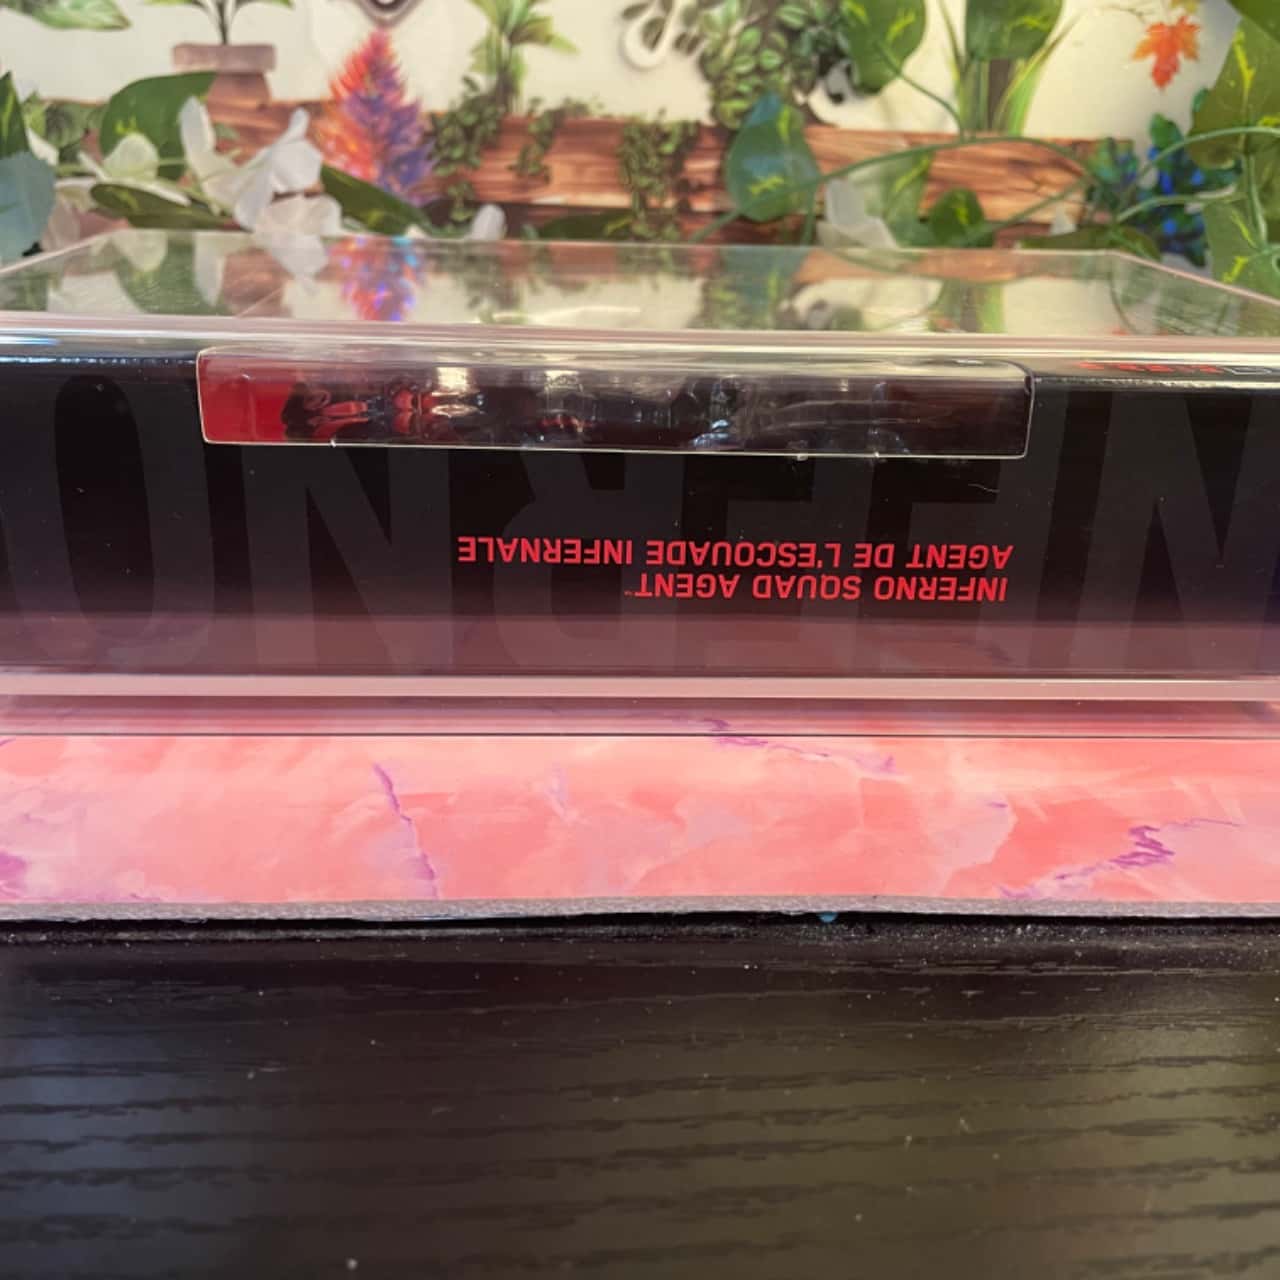 INFERNO SQUAD AGENT™
AGENT DE L'ESCOUADE INFERNALE